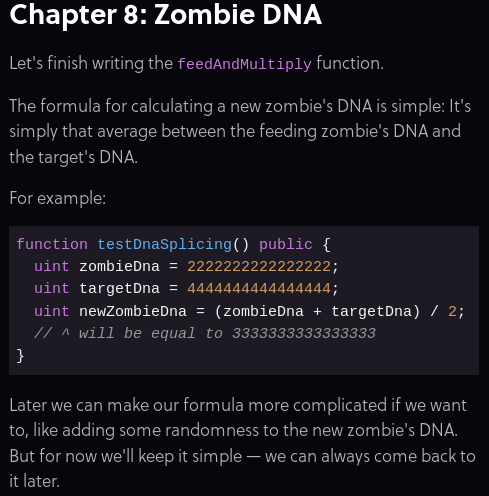 Chapter 8: Zombie DNA
Let's finish writing the feedAndMultiply function.
The formula for calculating a new zombie's DNA is simple: It's
simply that average between the feeding zombie's DNA and
the target's DNA.
For example:
function testDnaSplicing() public {
  uint zombieDna = 2222222222222222;
  uint targetDna = 4444444444444444;
  uint newZombieDna = (zombieDna + targetDna) / 2;
  // ^ will be equal to 3333333333333333
}
Later we can make our formula more complicated if we want
to, like adding some randomness to the new zombie's DNA.
But for now we'll keep it simple — we can always come back to
it later.